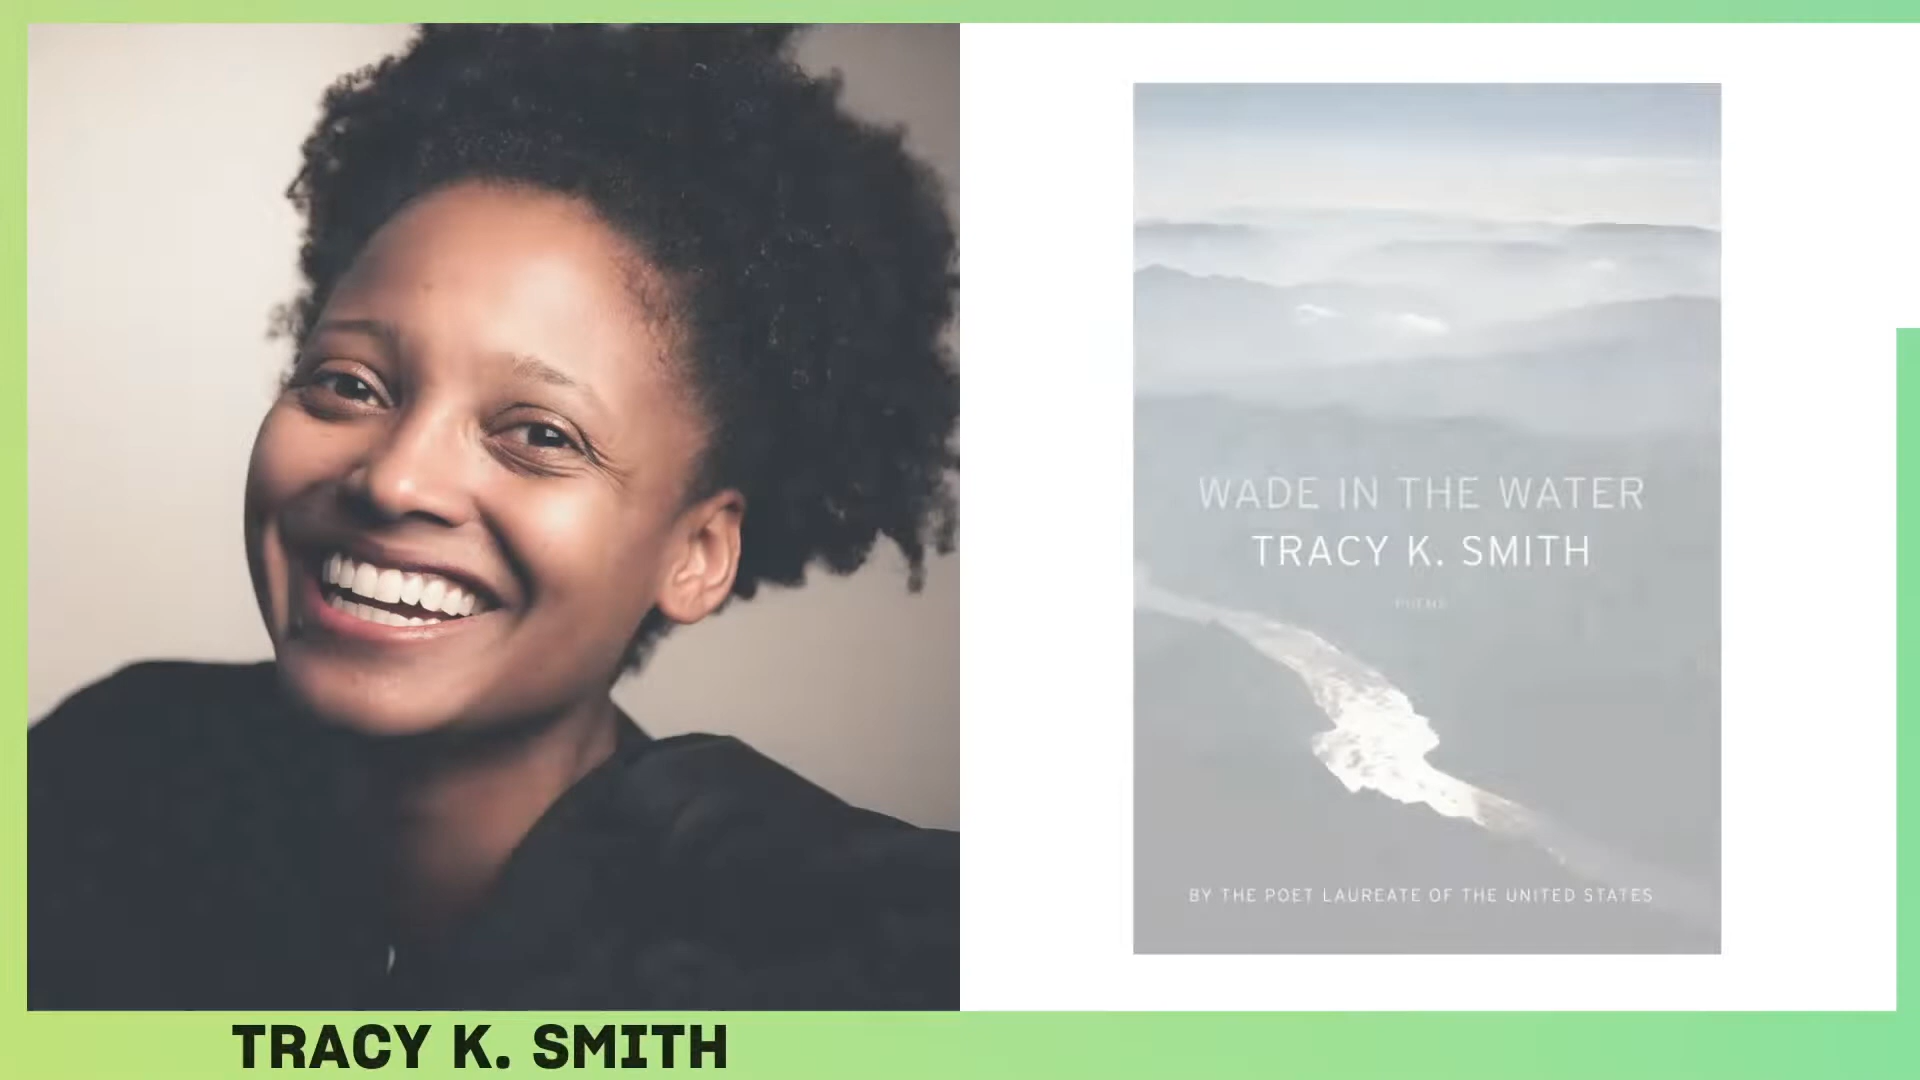 WADE IN THE WATER
TRACY K. SMITH
POEMS
BY THE POET LAUREATE OF THE UNITED STATES
TRACY K. SMITH